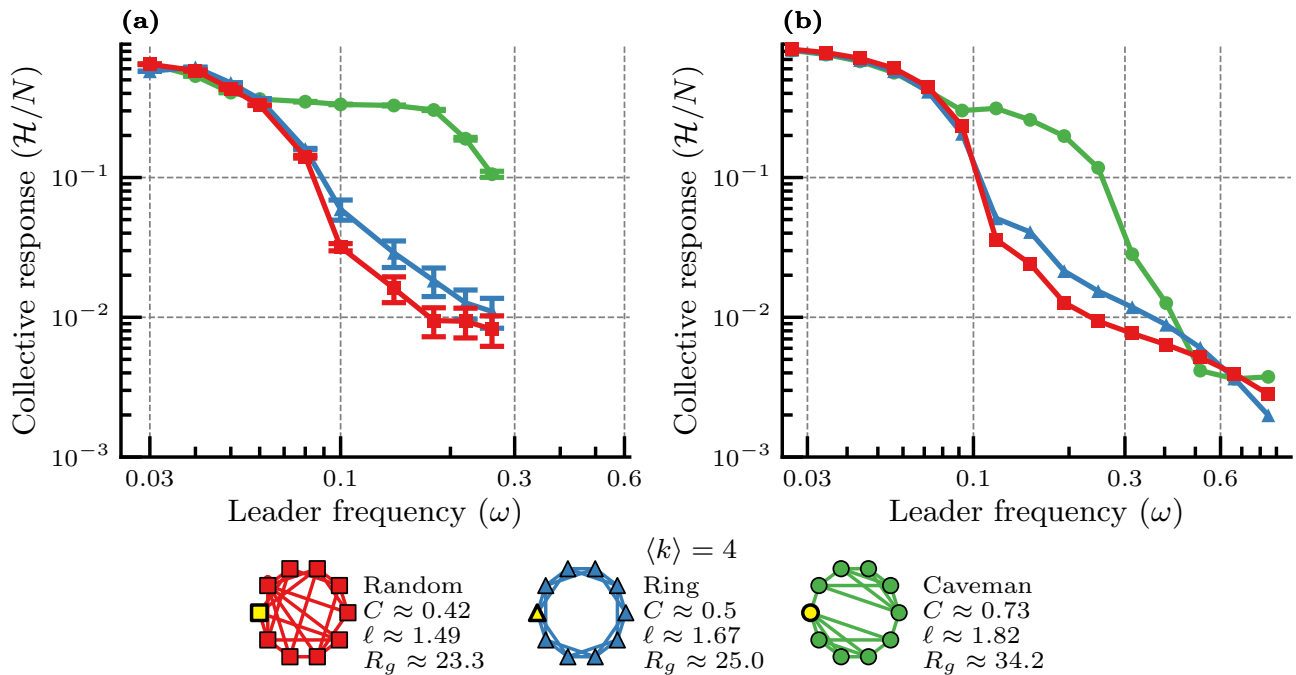 (a)
Collective response (ℋ/N)
10⁻¹
10⁻²
10⁻³
0.03
0.1
0.3
0.6
Leader frequency (ω)
(b)
Collective response (ℋ/N)
10⁻¹
10⁻²
10⁻³
0.03
0.1
0.3
0.6
Leader frequency (ω)
⟨k⟩ = 4
Random
C ≈ 0.42
ℓ ≈ 1.49
R_g ≈ 23.3
Ring
C ≈ 0.5
ℓ ≈ 1.67
R_g ≈ 25.0
Caveman
C ≈ 0.73
ℓ ≈ 1.82
R_g ≈ 34.2